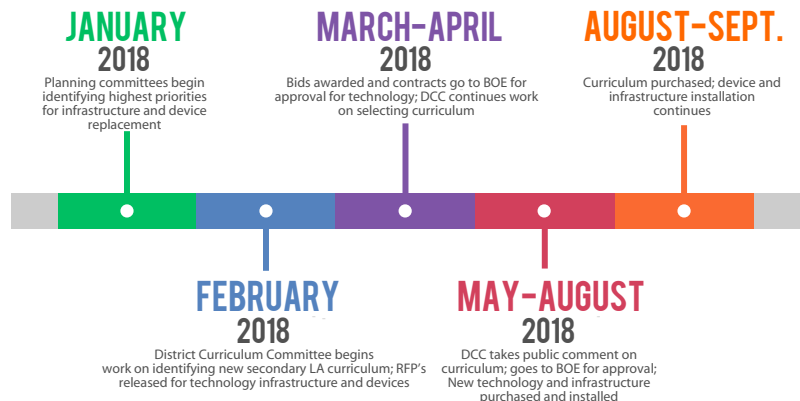 JANUARY
2018
Planning committees begin
identifying highest priorities
for infrastructure and device
replacement
MARCH-APRIL
2018
Bids awarded and contracts go to BOE for
approval for technology; DCC continues work
on selecting curriculum
AUGUST-SEPT.
2018
Curriculum purchased; device and
infrastructure installation
continues
FEBRUARY
2018
District Curriculum Committee begins
work on identifying new secondary LA curriculum; RFP's
released for technology infrastructure and devices
MAY-AUGUST
2018
DCC takes public comment on
curriculum; goes to BOE for approval;
New technology and infrastructure
purchased and installed